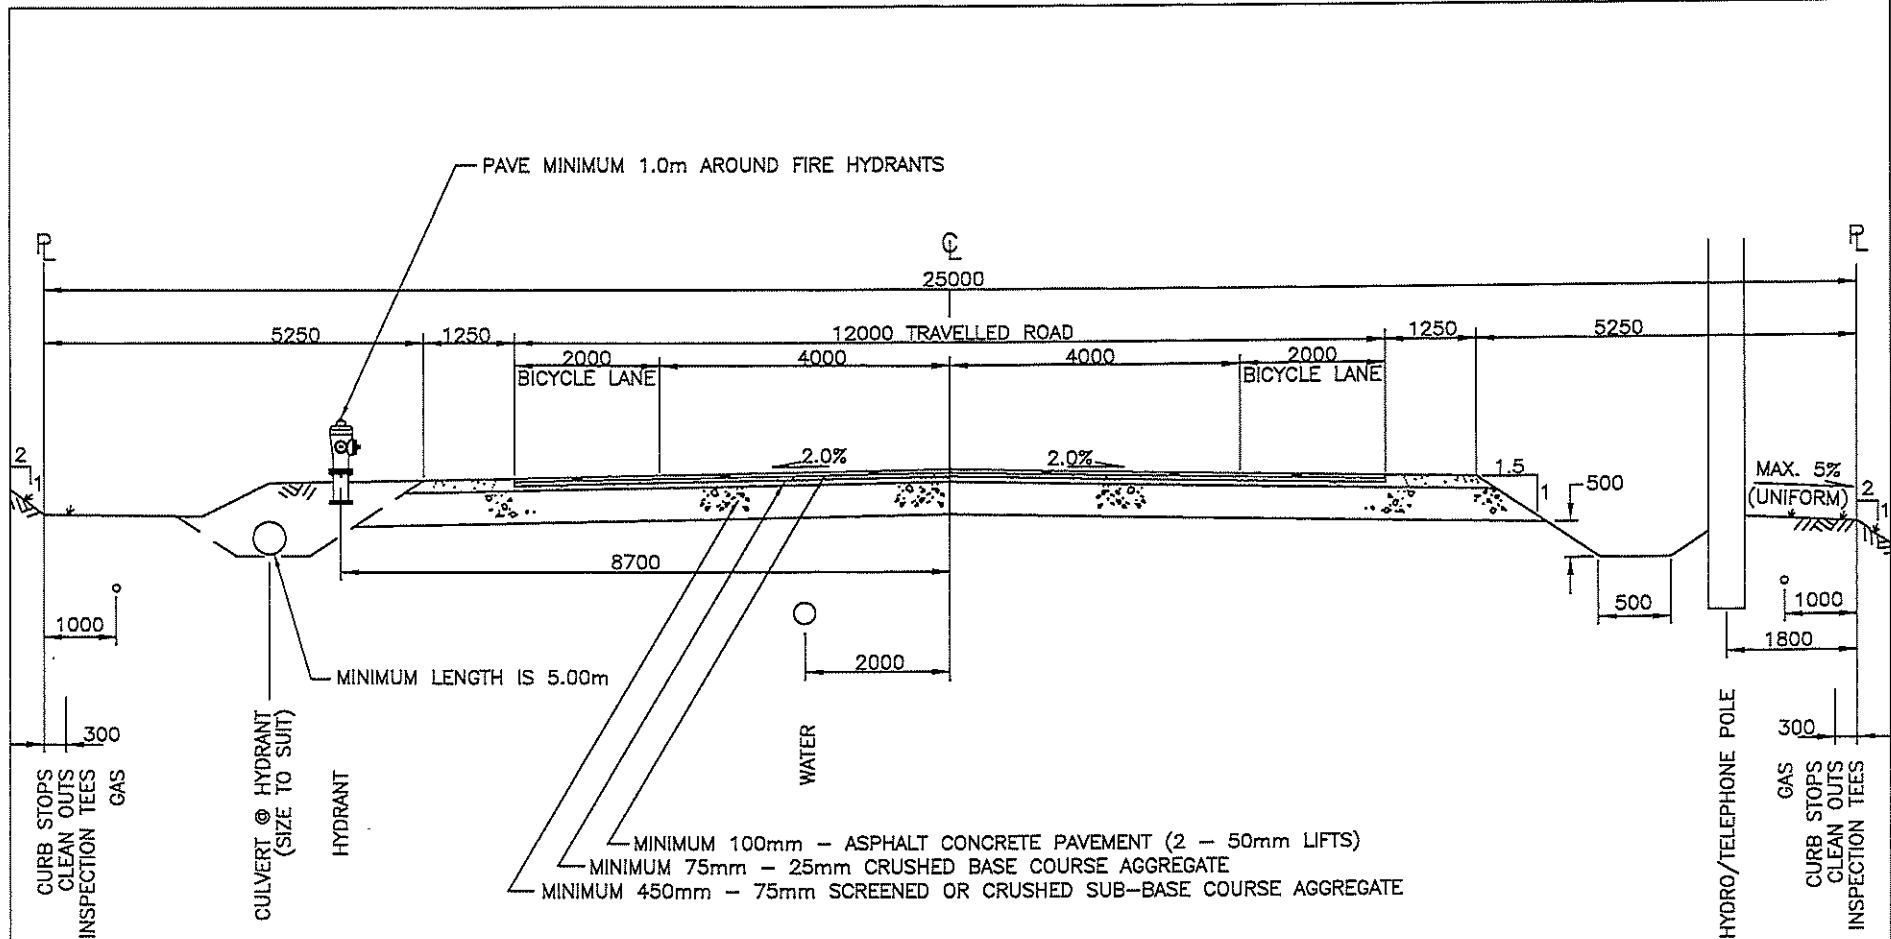 PAVE MINIMUM 1.0m AROUND FIRE HYDRANTS
PL
CL
PL
25000
5250
1250
12000 TRAVELLED ROAD
1250
5250
2000
4000
4000
2000
BICYCLE LANE
BICYCLE LANE
2
1
2.0%
2.0%
1.5
1
500
MAX. 5%
(UNIFORM)
2
1
8700
1000
500
1000
1800
2000
MINIMUM LENGTH IS 5.00m
300
300
CURB STOPS
CLEAN OUTS
INSPECTION TEES
GAS
CULVERT @ HYDRANT
(SIZE TO SUIT)
HYDRANT
WATER
HYDRO/TELEPHONE POLE
GAS
CURB STOPS
CLEAN OUTS
INSPECTION TEES
MINIMUM 100mm – ASPHALT CONCRETE PAVEMENT (2 – 50mm LIFTS)
MINIMUM 75mm – 25mm CRUSHED BASE COURSE AGGREGATE
MINIMUM 450mm – 75mm SCREENED OR CRUSHED SUB–BASE COURSE AGGREGATE